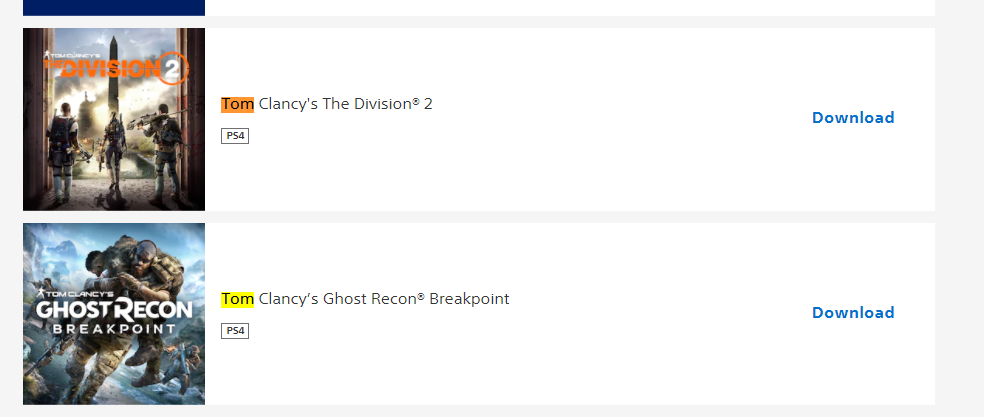 TOM CLANCY'S
THE DIVISION 2
Tom Clancy's The Division® 2
PS4
Download
TOM CLANCY'S
GHOST RECON
BREAKPOINT
Tom Clancy’s Ghost Recon® Breakpoint
PS4
Download